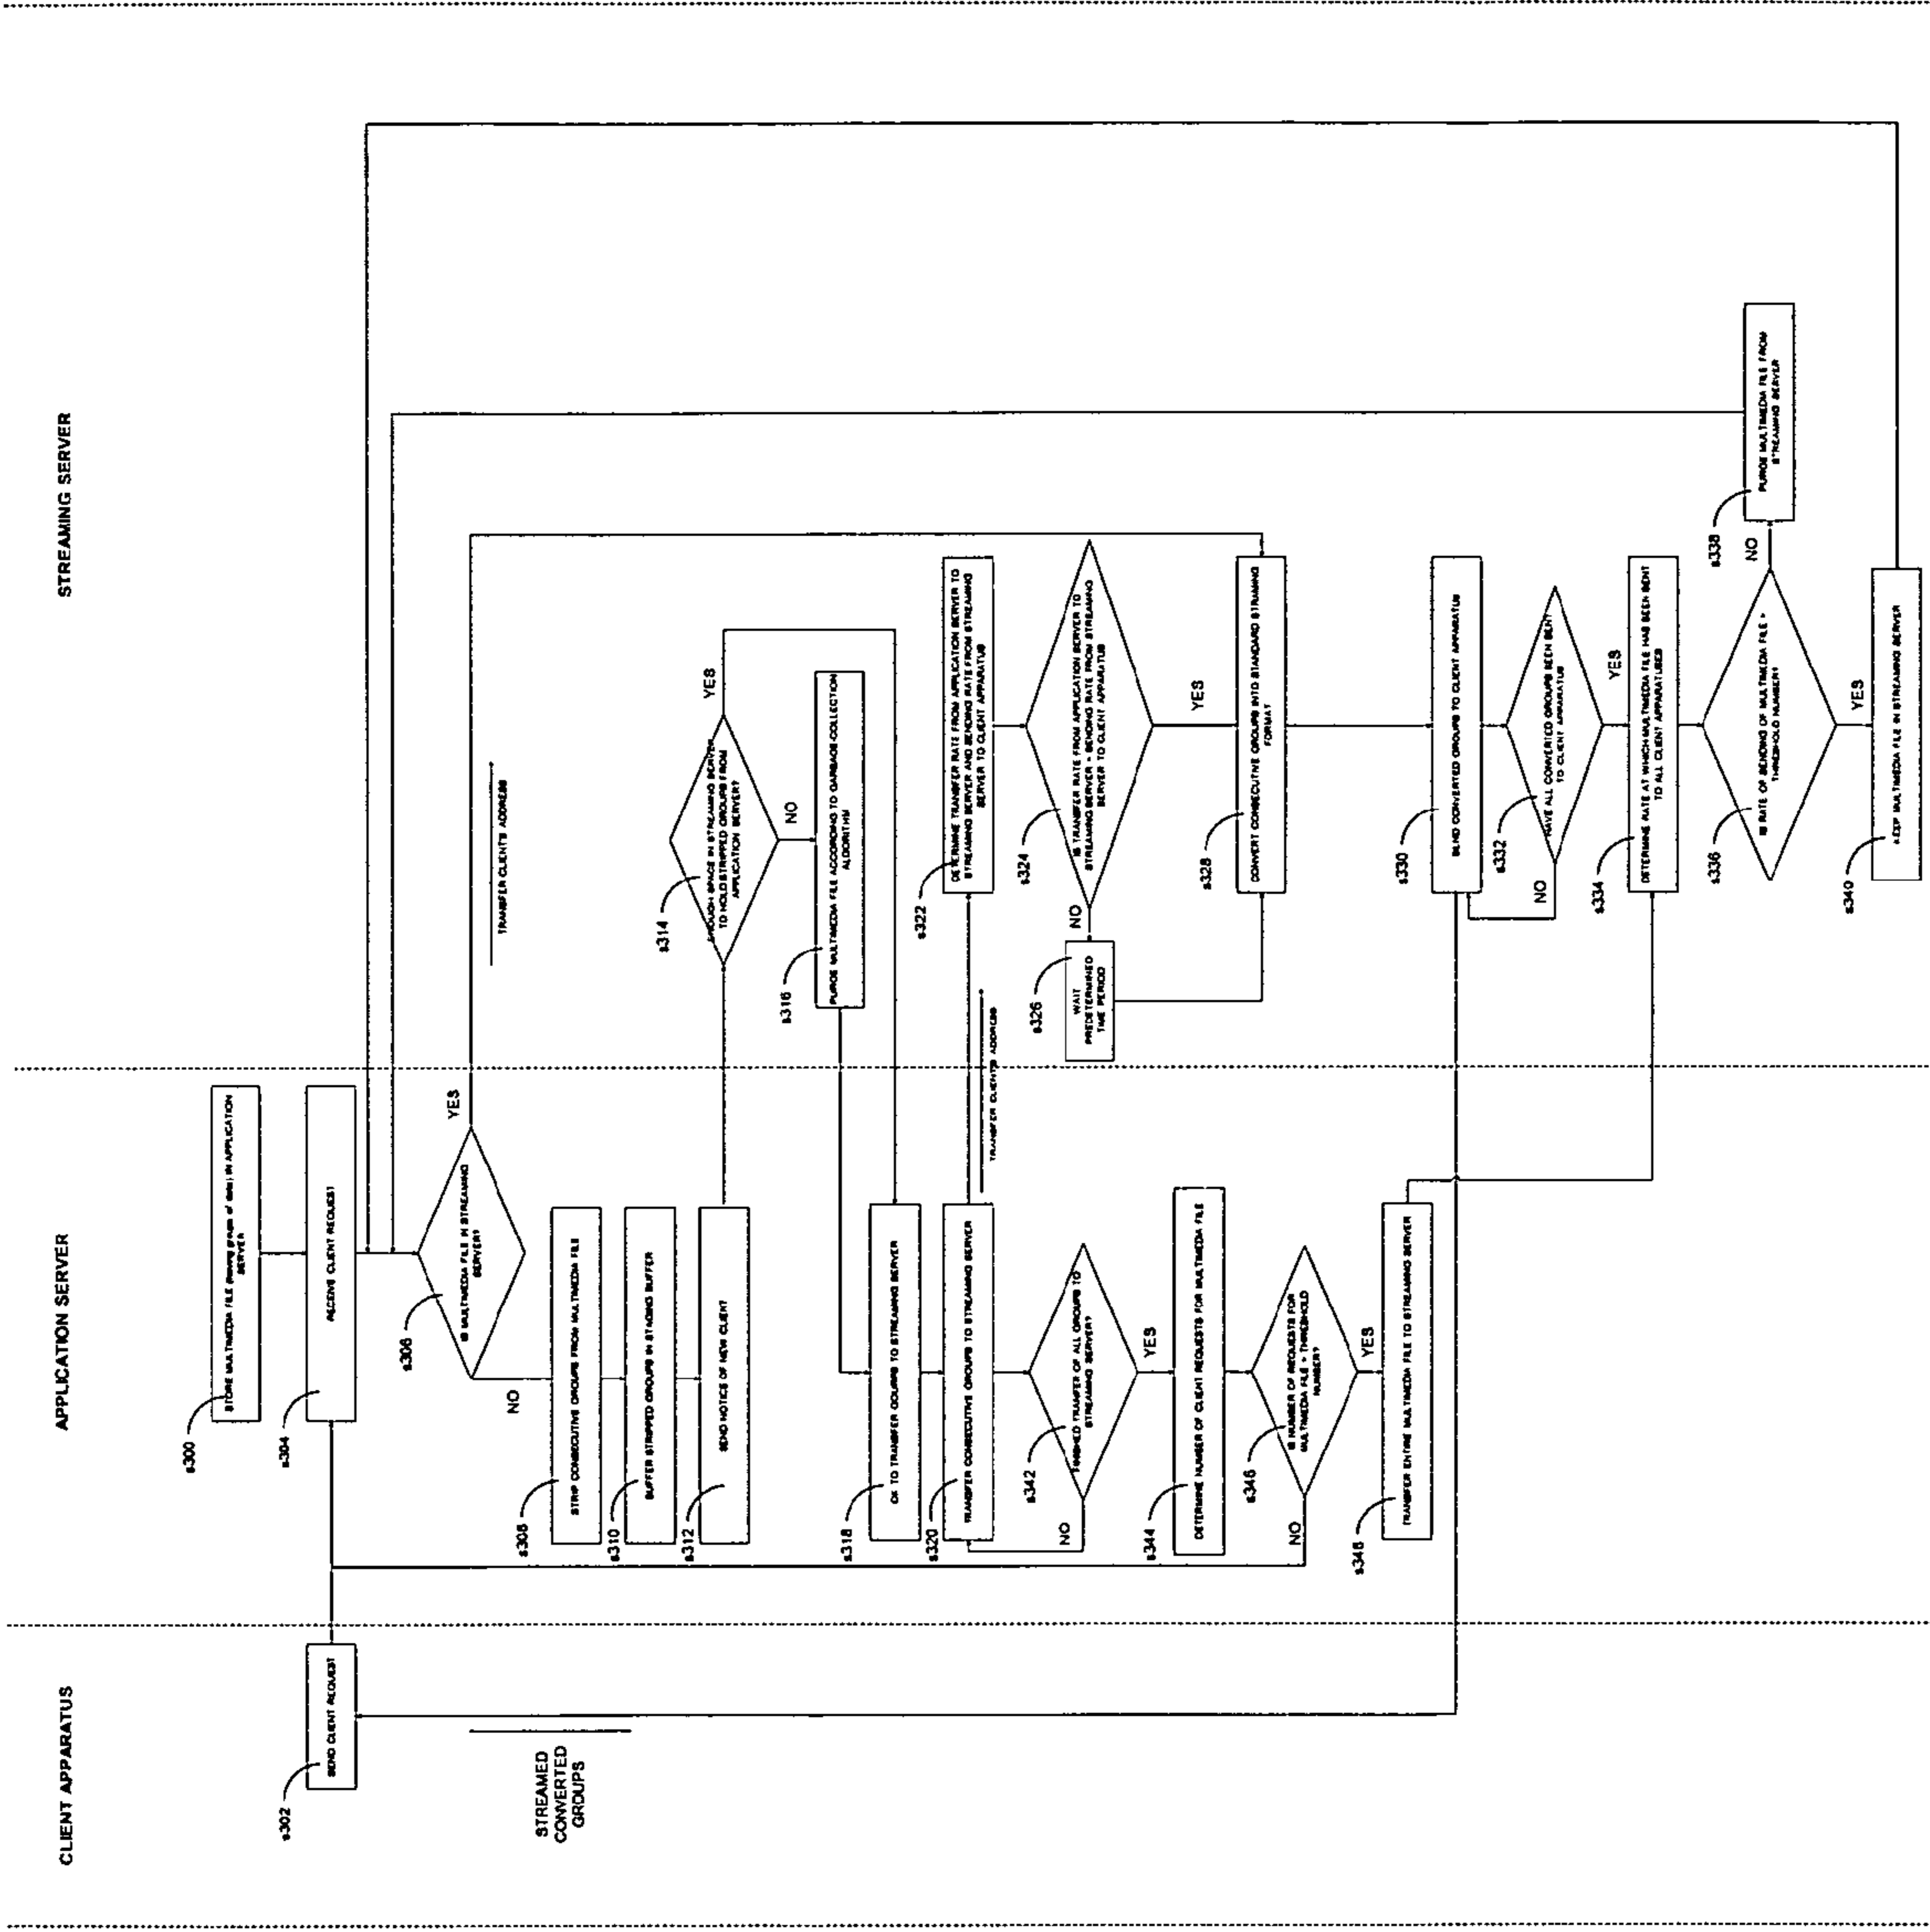 CLIENT APPARATUS
APPLICATION SERVER
STREAMING SERVER
s300
STORE MULTIMEDIA FILE (having groups of data) IN APPLICATION
SERVER
s302
SEND CLIENT REQUEST
s304
RECEIVE CLIENT REQUEST
s306
IS MULTIMEDIA FILE IN STREAMING
SERVER?
YES
NO
TRANSFER CLIENT'S ADDRESS
STREAMED
CONVERTED
GROUPS
s308
STRIP CONSECUTIVE GROUPS FROM MULTIMEDIA FILE
s310
BUFFER STRIPPED GROUPS IN STAGING BUFFER
s312
SEND NOTICE OF NEW CLIENT
s314
ENOUGH SPACE IN STREAMING SERVER
TO HOLD STRIPPED GROUPS FROM
APPLICATION SERVER?
YES
NO
s316
PURGE MULTIMEDIA FILE ACCORDING TO GARBAGE-COLLECTION
ALGORITHM
s318
OK TO TRANSFER GOURPS TO STREAMING SERVER
s320
TRANSFER CONSECUTIVE GROUPS TO STREAMING SERVER
TRANSFER CLIENT'S ADDRESS
s322
DETERMINE TRANSFER RATE FROM APPLICATION SERVER TO
STREAMING SERVER AND SENDING RATE FROM STREAMING
SERVER TO CLIENT APPARATUS
s324
IS TRANSFER RATE FROM APPLICATION SERVER TO
STREAMING SERVER SENDING RATE FROM STREAMING
SERVER TO CLIENT APPARATUS
NO
YES
s326
WAIT
PREDETERMINED
TIME PERIOD
s328
CONVERT CONSECUTIVE GROUPS INTO STANDARD STRAMING
FORMAT
s330
SEND CONVERTED GROUPS TO CLIENT APPARATUS
s332
HAVE ALL CONVERTED GROUPS BEEN SENT
TO CLIENT APPARATUS
NO
YES
s334
DETERMINE RATE AT WHICH MULTIMEDIA FILE HAS BEEN SENT
TO ALL CLIENT APPARATUSES
s336
IS RATE OF SENDING OF MULTIMEDIA FILE >
THRESHOLD NUMBER?
NO
YES
s338
PURGE MULTIMEDIA FILE FROM
STREAMING SERVER
s340
KEEP MULTIMEDIA FILE IN STREAMING SERVER
s342
FINISHED TRANFER OF ALL GROUPS TO
STREAMING SERVER?
NO
YES
s344
DETERMINE NUMBER OF CLIENT REQUESTS FOR MULTIMEDIA FILE
s346
IS NUMBER OF REQUESTS FOR
MULTIMEDIA FILE > THRESHOLD
NUMBER?
NO
YES
s348
TRANSFER ENTIRE MULTIMEDIA FILE TO STREAMING SERVER